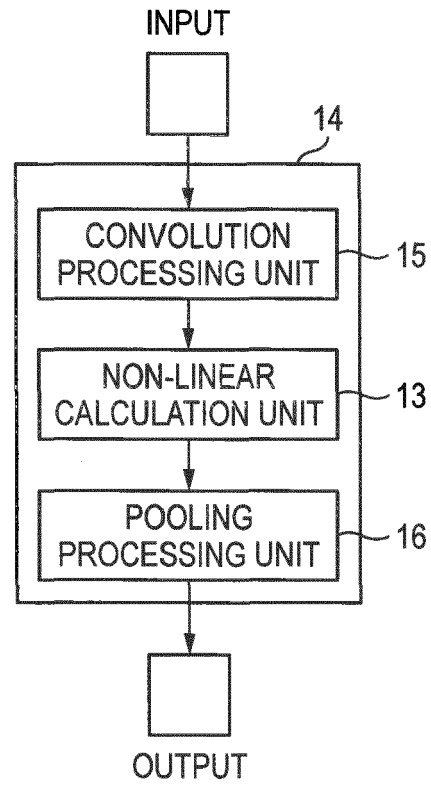 INPUT
14
CONVOLUTION
PROCESSING UNIT
15
NON-LINEAR
CALCULATION UNIT
13
POOLING
PROCESSING UNIT
16
OUTPUT